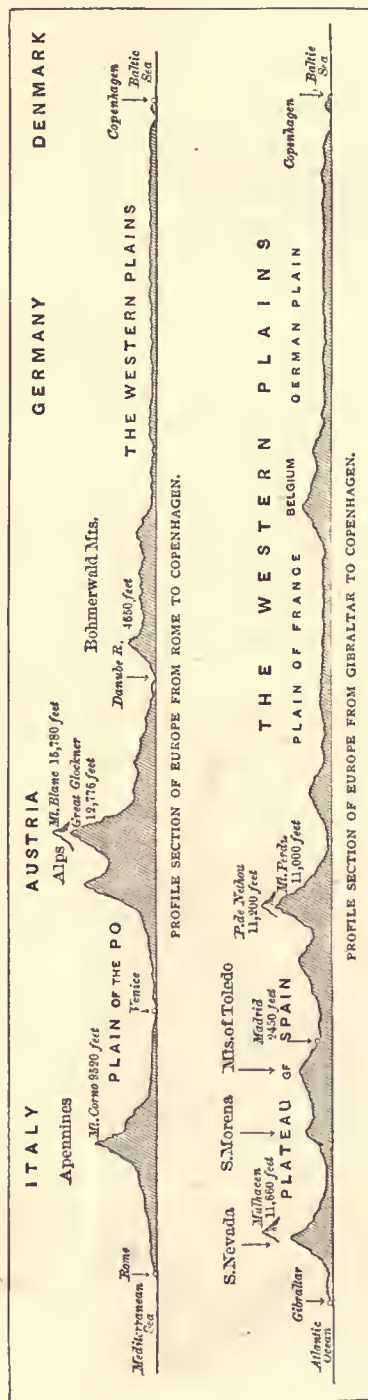 ITALY
AUSTRIA
GERMANY
DENMARK
Apennines
Alps
Mt. Blanc 15,780 feet
Great Glockner
12,776 feet
Mt. Corno 9520 feet
PLAIN OF THE PO
Bohmerwald Mts.
4650 feet
THE WESTERN PLAINS
Mediterranean
Sea
Rome
Venice
Danube R.
Copenhagen
Baltic
Sea
PROFILE SECTION OF EUROPE FROM ROME TO COPENHAGEN.
S. Nevada
S. Morena
Mts. of Toledo
P. de Nethou
11,200 feet
Mt. Perdu
11,000 feet
THE WESTERN PLAINS
Mulhacen
11,660 feet
PLATEAU OF SPAIN
Madrid
2450 feet
PLAIN OF FRANCE
BELGIUM
GERMAN PLAIN
Atlantic
Ocean
Gibraltar
Copenhagen
Baltic
Sea
PROFILE SECTION OF EUROPE FROM GIBRALTAR TO COPENHAGEN.